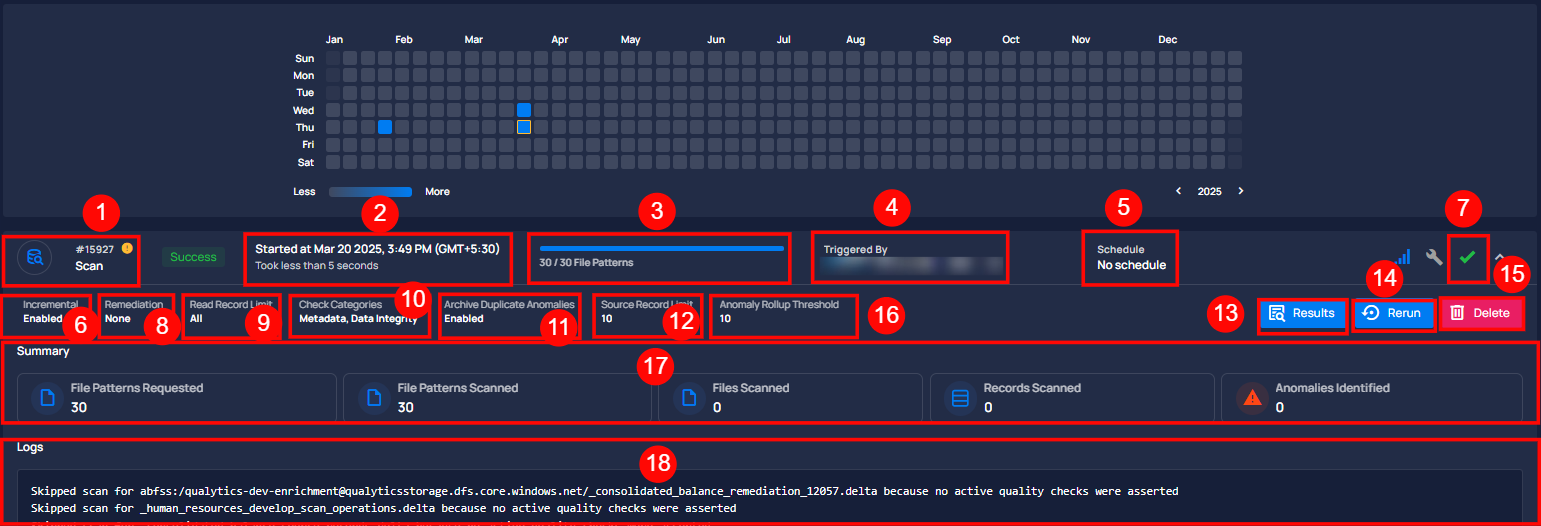 Jan Feb Mar Apr May Jun Jul Aug Sep Oct Nov Dec
Sun
Mon
Tue
Wed
Thu
Fri
Sat
Less More 2025
1 2 3 4 5 7
#15927 !
Scan
Success
Started at Mar 20 2025, 3:49 PM (GMT+5:30)
Took less than 5 seconds
30 / 30 File Patterns
Triggered By
Schedule
No schedule
Incremental
Enabled
6
Remediation
None
8
Read Record Limit
All
9
Check Categories
Metadata, Data Integrity
10
Archive Duplicate Anomalies
Enabled
11
Source Record Limit
10
12
Anomaly Rollup Threshold
10
16
13
Results
14
Rerun
15
Delete
Summary
17
File Patterns Requested
30
File Patterns Scanned
30
Files Scanned
0
Records Scanned
0
Anomalies Identified
0
Logs
18
Skipped scan for abfss:/qualytics-dev-enrichment@qualyticsstorage.dfs.core.windows.net/_consolidated_balance_remediation_12057.delta because no active quality checks were asserted
Skipped scan for _human_resources_develop_scan_operations.delta because no active quality checks were asserted